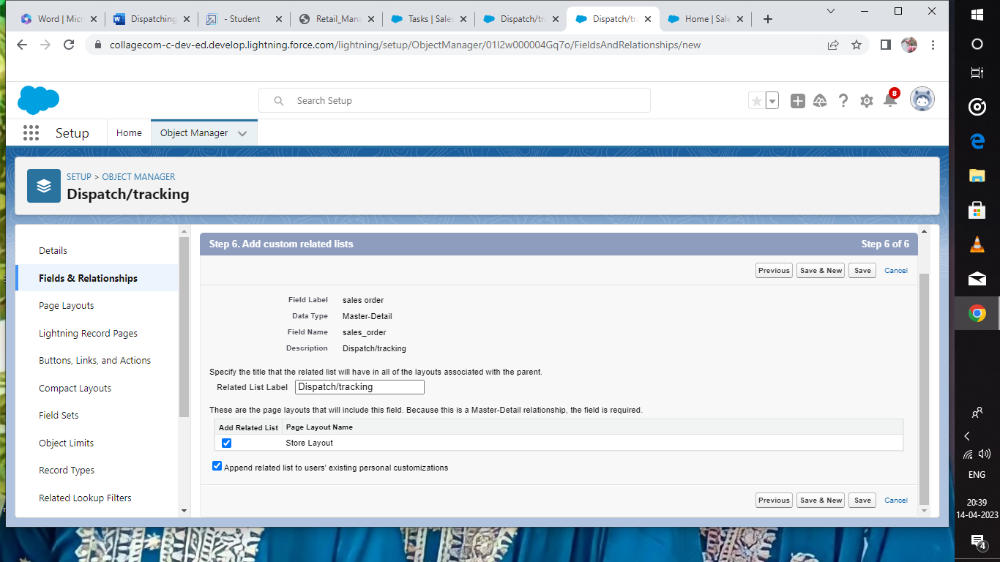 Word | Micr
Dispatching
- Student
Retail_Mana
Tasks | Sales
Dispatch/tra
Dispatch/tra
Home | Sale
collagecom-c-dev-ed.develop.lightning.force.com/lightning/setup/ObjectManager/01I2w000004Gq7o/FieldsAndRelationships/new
Search Setup
8
Setup
Home
Object Manager
SETUP > OBJECT MANAGER
Dispatch/tracking
Details
Fields & Relationships
Page Layouts
Lightning Record Pages
Buttons, Links, and Actions
Compact Layouts
Field Sets
Object Limits
Record Types
Related Lookup Filters
Step 6. Add custom related lists
Step 6 of 6
Previous
Save & New
Save
Cancel
Field Label sales order
Data Type Master-Detail
Field Name sales_order
Description Dispatch/tracking
Specify the title that the related list will have in all of the layouts associated with the parent.
Related List Label Dispatch/tracking
These are the page layouts that will include this field. Because this is a Master-Detail relationship, the field is required.
Add Related List Page Layout Name
Store Layout
Append related list to users' existing personal customizations
Previous
Save & New
Save
Cancel
ENG
20:39
14-04-2023
4